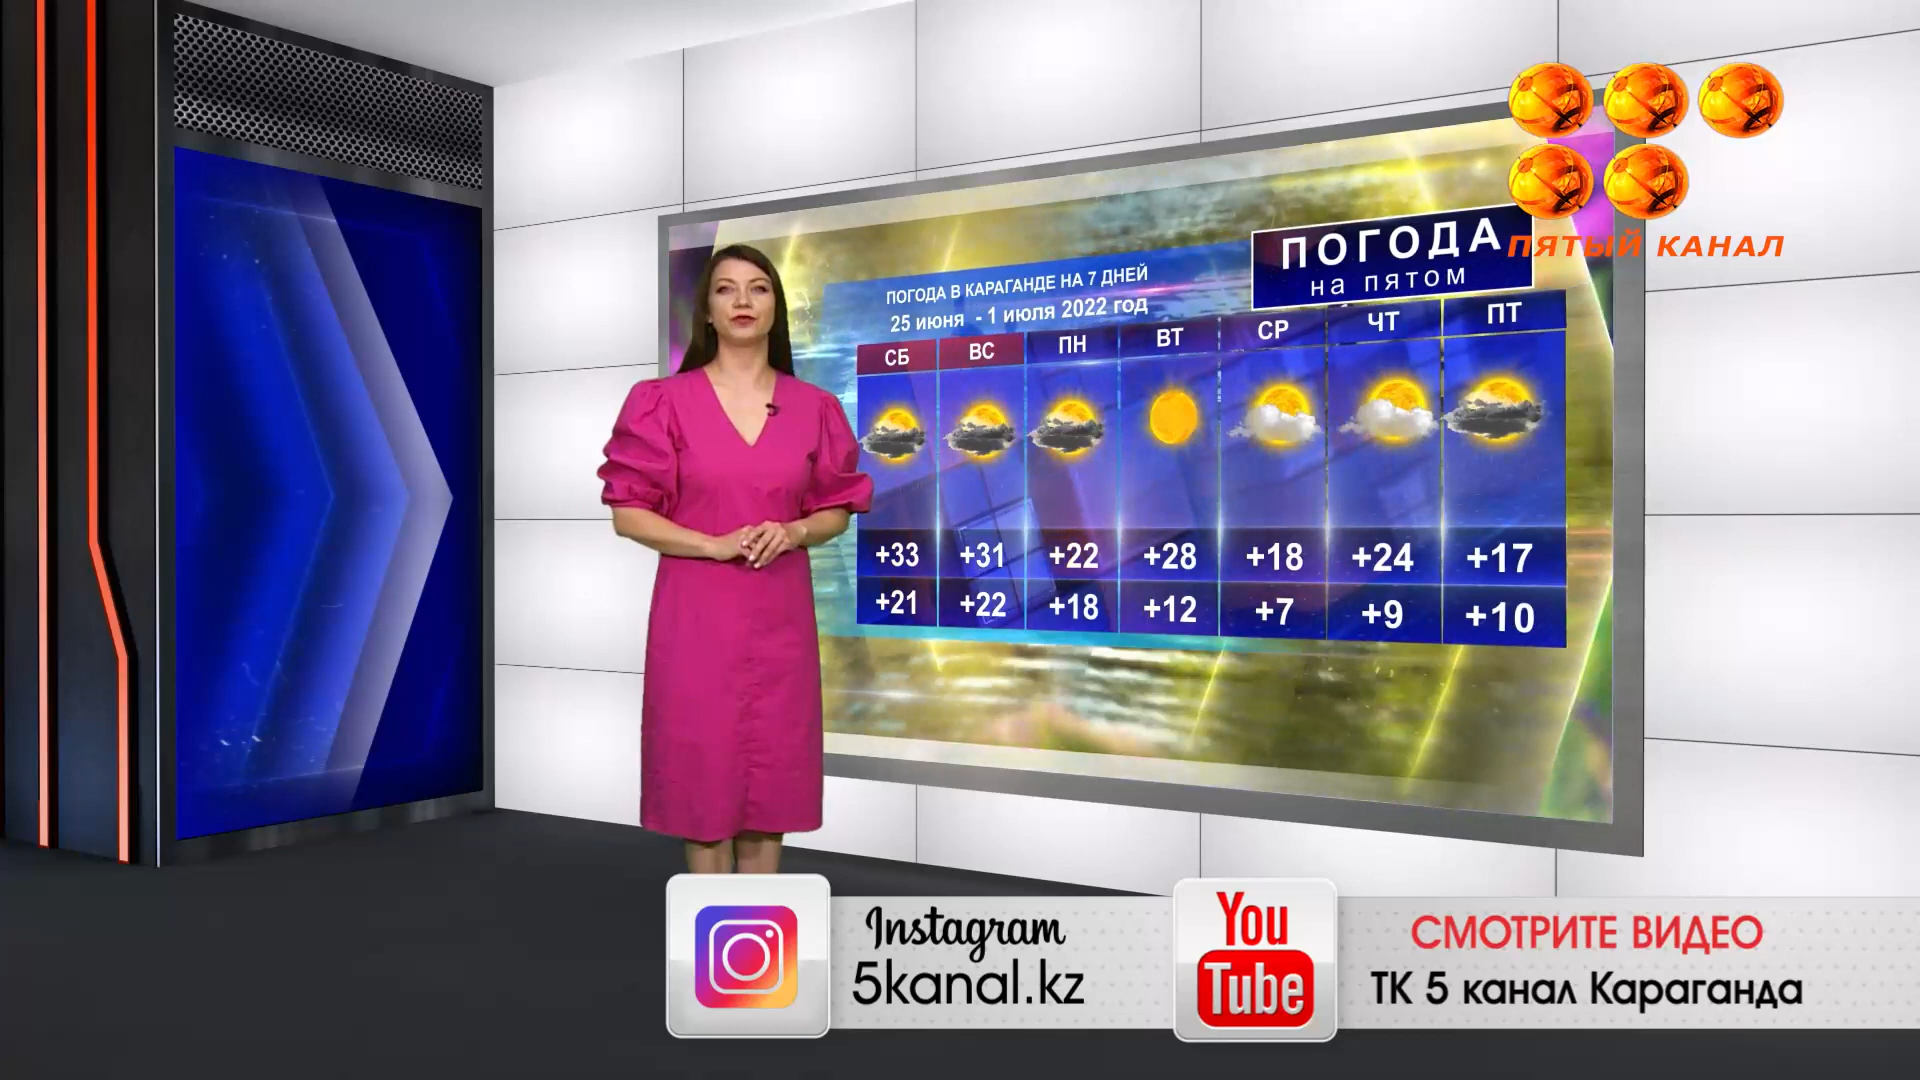 ПЯТЫЙ КАНАЛ
ПОГОДА
на пятом
ПОГОДА В КАРАГАНДЕ НА 7 ДНЕЙ
25 июня - 1 июля 2022 год
СБ ВС ПН ВТ СР ЧТ ПТ
+33 +31 +22 +28 +18 +24 +17
+21 +22 +18 +12 +7 +9 +10
Instagram
5kanal.kz
You
Tube
СМОТРИТЕ ВИДЕО
ТК 5 канал Караганда